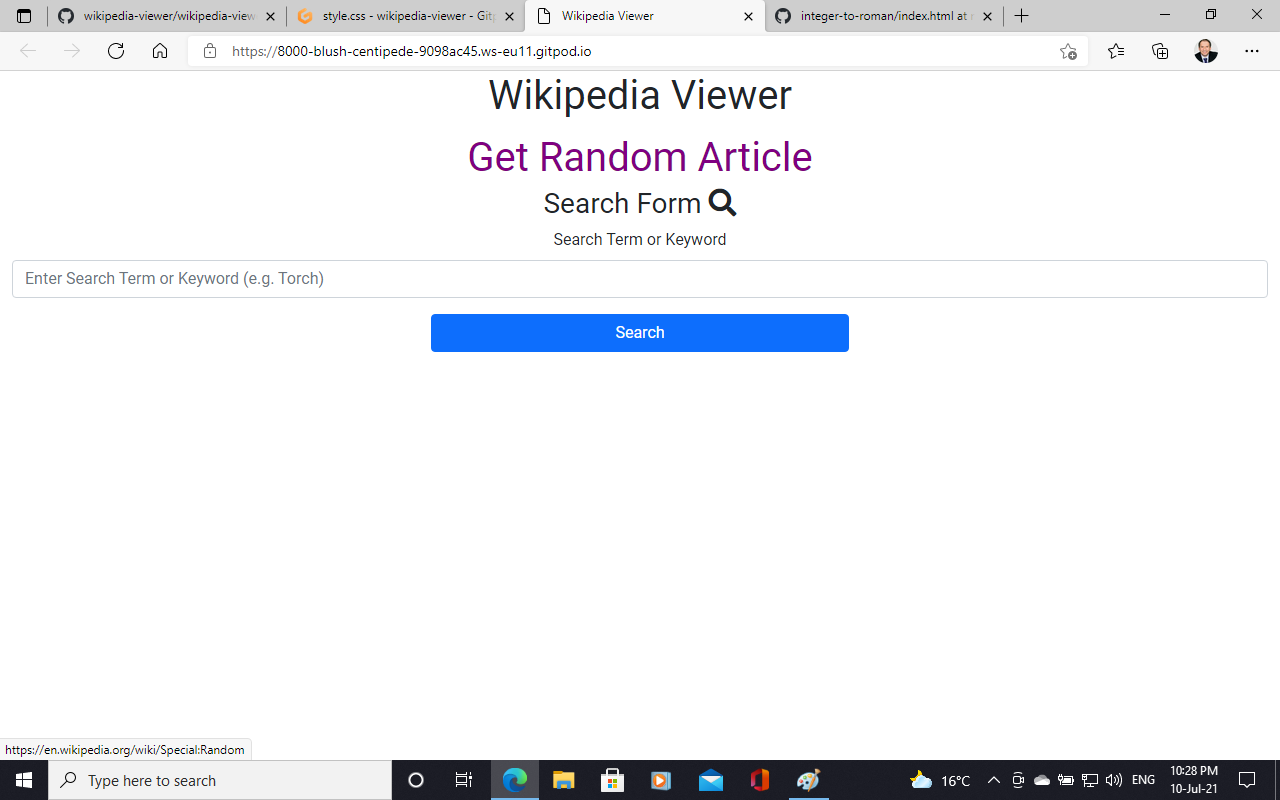 wikipedia-viewer/wikipedia-view
style.css - wikipedia-viewer - Git
Wikipedia Viewer
integer-to-roman/index.html at
https://8000-blush-centipede-9098ac45.ws-eu11.gitpod.io
Wikipedia Viewer
Get Random Article
Search Form
Search Term or Keyword
Enter Search Term or Keyword (e.g. Torch)
Search
https://en.wikipedia.org/wiki/Special:Random
Type here to search
16°C
ENG
10:28 PM
10-Jul-21